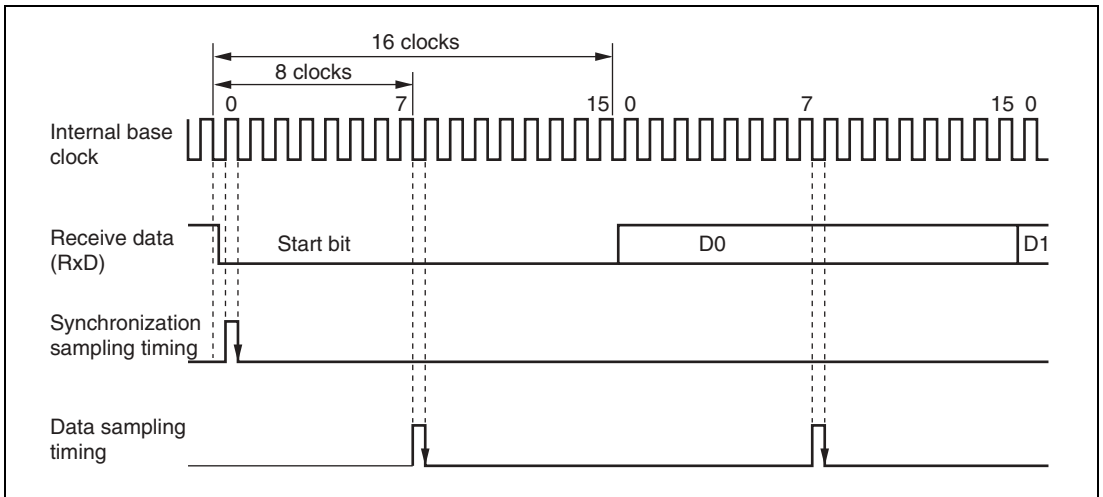 16 clocks
8 clocks
0 7 15 0 7 15 0
Internal base
clock
Receive data
(RxD)
Start bit D0 D1
Synchronization
sampling timing
Data sampling
timing